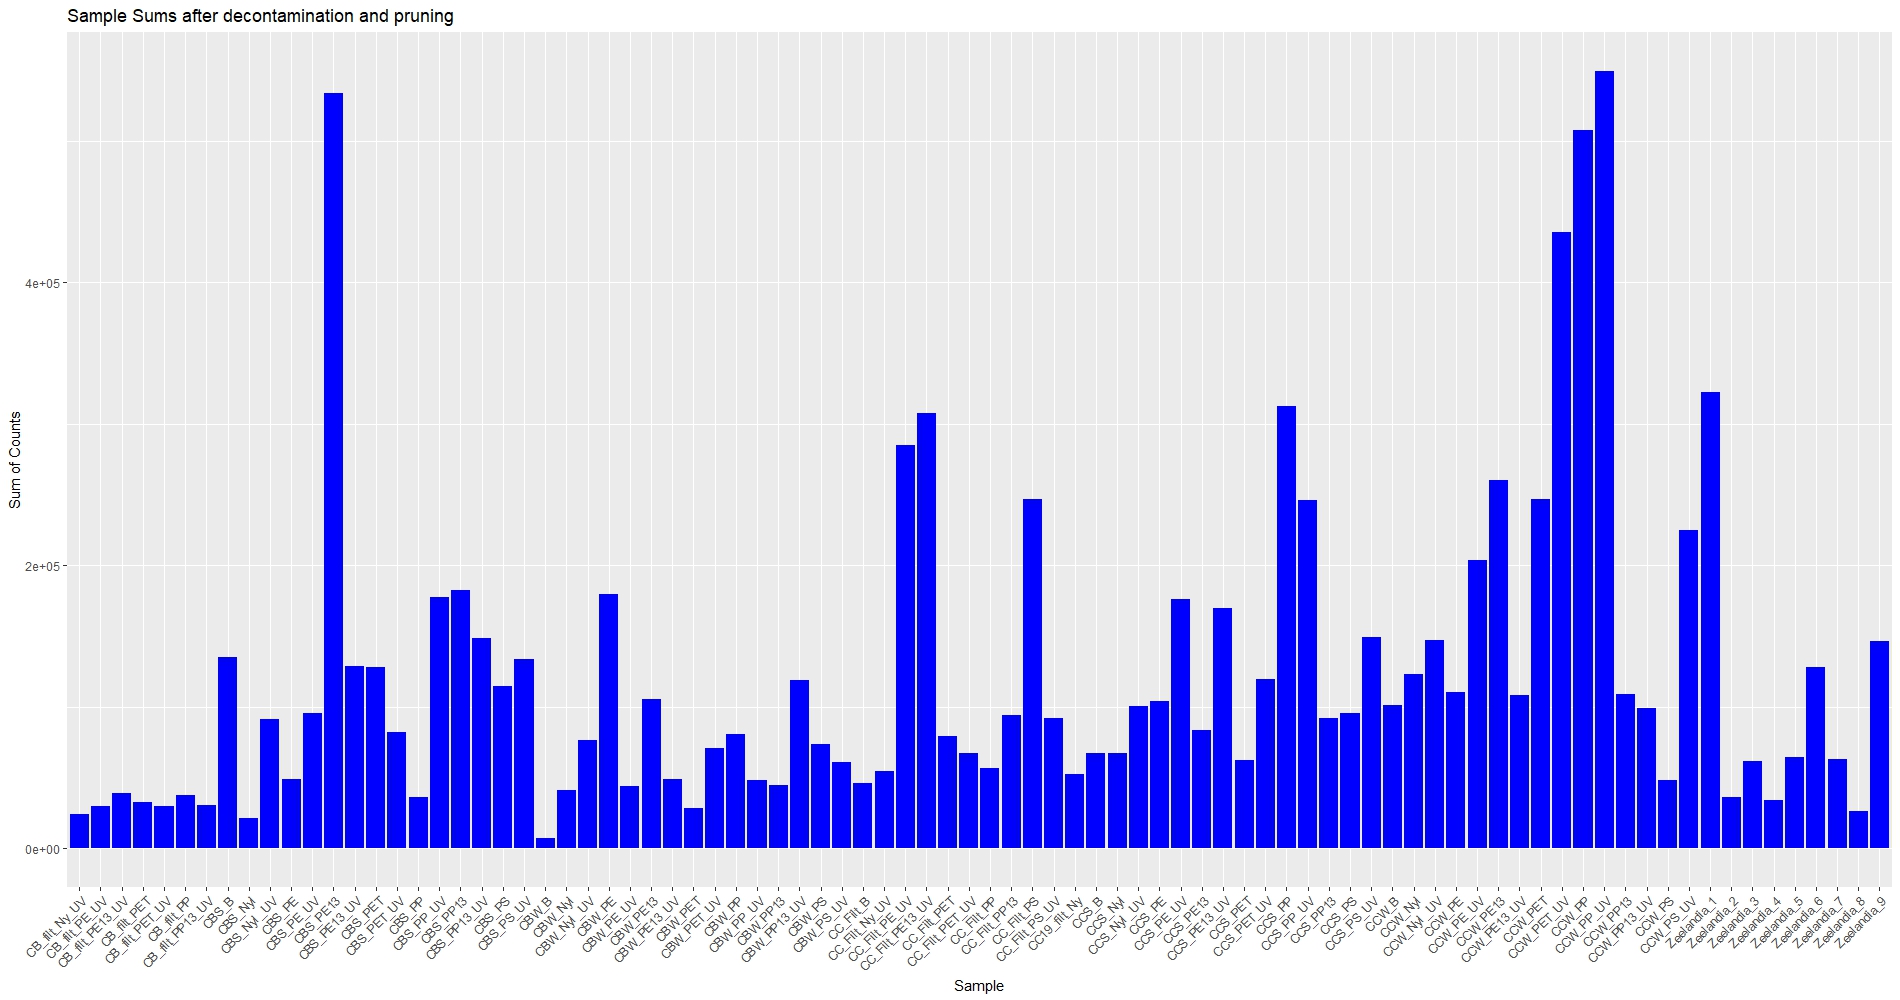 Sample Sums after decontamination and pruning
Sum of Counts
4e+05
2e+05
0e+00
CB_filt_Ny_UV
CB_filt_PE_UV
CB_filt_PE13_UV
CB_filt_PET
CB_filt_PET_UV
CB_filt_PP
CB_filt_PP13_UV
CBS_B
CBS_Nyl
CBS_Ny_UV
CBS_PE
CBS_PE_UV
CBS_PE13
CBS_PE13_UV
CBS_PET
CBS_PET_UV
CBS_PP
CBS_PP_UV
CBS_PP13
CBS_PP13_UV
CBS_PS
CBS_PS_UV
CBW_B
CBW_Nyl
CBW_Ny_UV
CBW_PE
CBW_PE_UV
CBW_PE13
CBW_PE13_UV
CBW_PET
CBW_PET_UV
CBW_PP
CBW_PP_UV
CBW_PP13
CBW_PP13_UV
CBW_PS
CBW_PS_UV
CC_Filt_B
CC_Filt_Ny_UV
CC_Filt_PE_UV
CC_Filt_PE13_UV
CC_Filt_PET
CC_Filt_PET_UV
CC_Filt_PP
CC_Filt_PP13
CC_Filt_PS
CC_Filt_PS_UV
CC19_filt_Ny
CCS_B
CCS_Nyl
CCS_Ny_UV
CCS_PE
CCS_PE_UV
CCS_PE13
CCS_PE13_UV
CCS_PET
CCS_PET_UV
CCS_PP
CCS_PP_UV
CCS_PP13
CCS_PS
CCS_PS_UV
CCW_B
CCW_Nyl
CCW_Ny_UV
CCW_PE
CCW_PE_UV
CCW_PE13
CCW_PE13_UV
CCW_PET
CCW_PET_UV
CCW_PP
CCW_PP_UV
CCW_PP13
CCW_PP13_UV
CCW_PS
CCW_PS_UV
Zeelandia_1
Zeelandia_2
Zeelandia_3
Zeelandia_4
Zeelandia_5
Zeelandia_6
Zeelandia_7
Zeelandia_8
Zeelandia_9
Sample